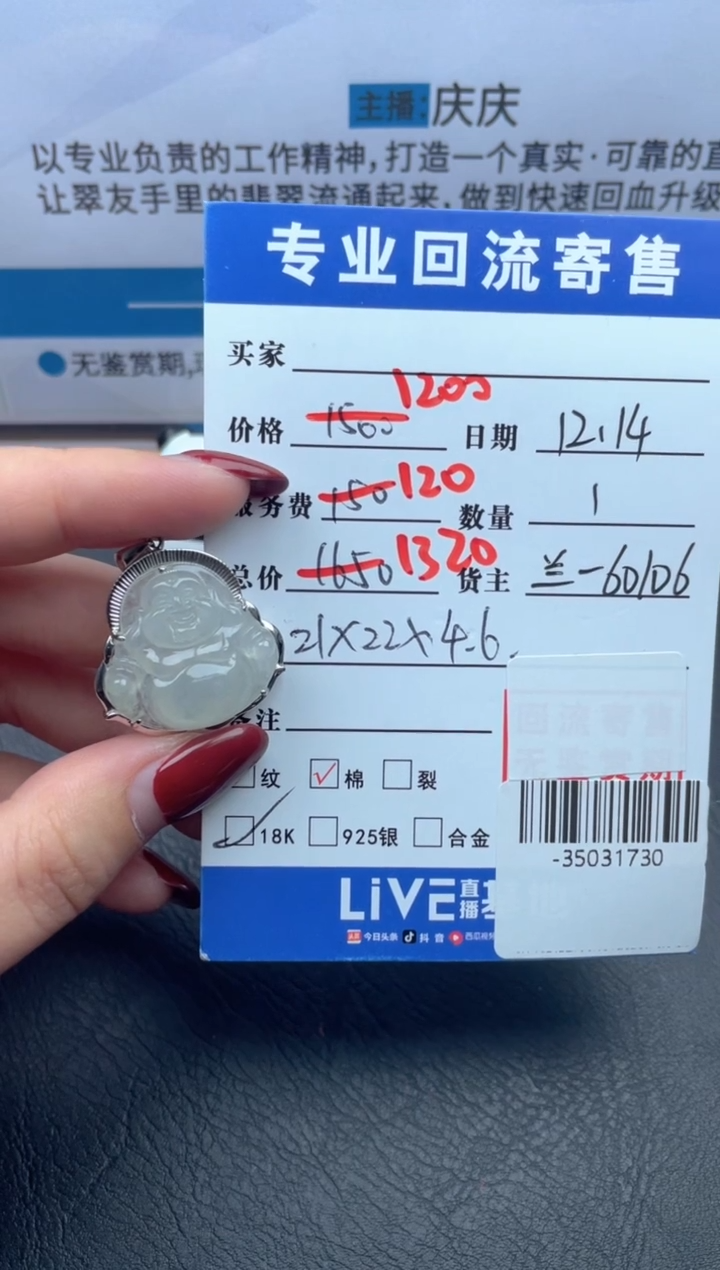 主播:庆庆
以专业负责的工作精神,打造一个真实·可靠的直
让翠友手里的翡翠流通起来,做到快速回血升级
无鉴赏期,
专业回流寄售
买家
价格 1500 1200 日期 12.14
服务费 150 120 数量 1
总价 1650 1320 货主 兰-60106
21×22×4.6
备注
纹 棉 裂
18K 925银 合金
回流寄售
无鉴赏期
-35031730
LiVE直播基地
今日头条 抖音 西瓜视频